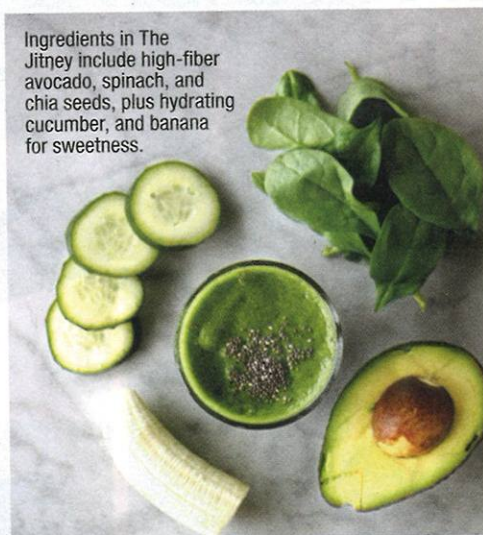 Ingredients in The
Jitney include high-fiber
avocado, spinach, and
chia seeds, plus hydrating
cucumber, and banana
for sweetness.